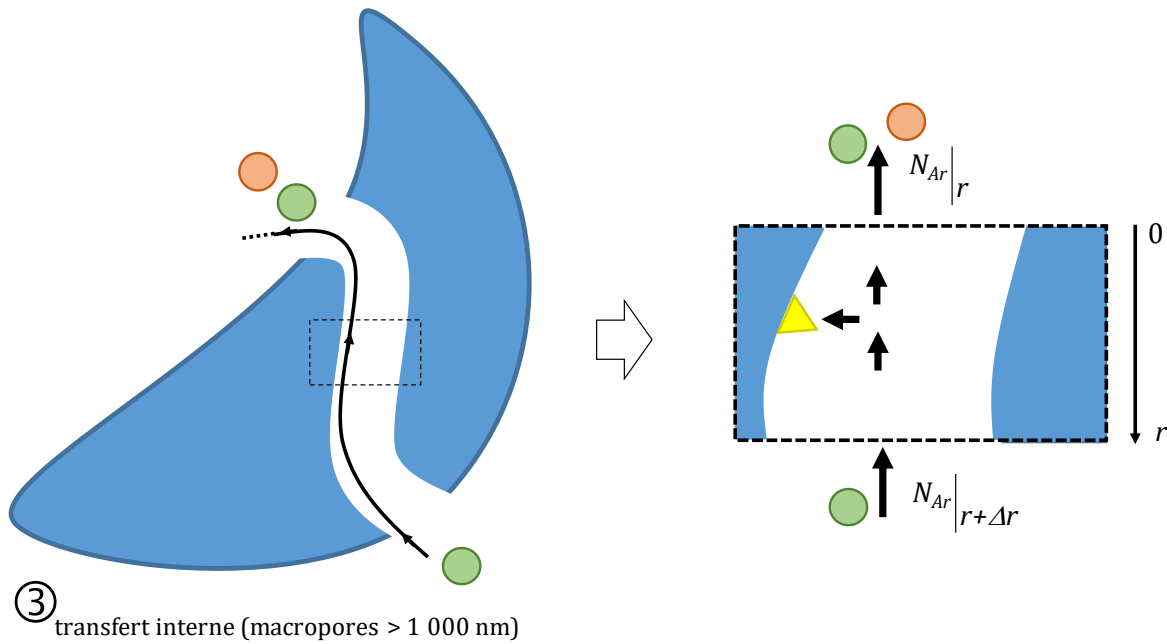 N_Ar|r
0
r
N_Ar|r+Δr
③
transfert interne (macropores > 1 000 nm)